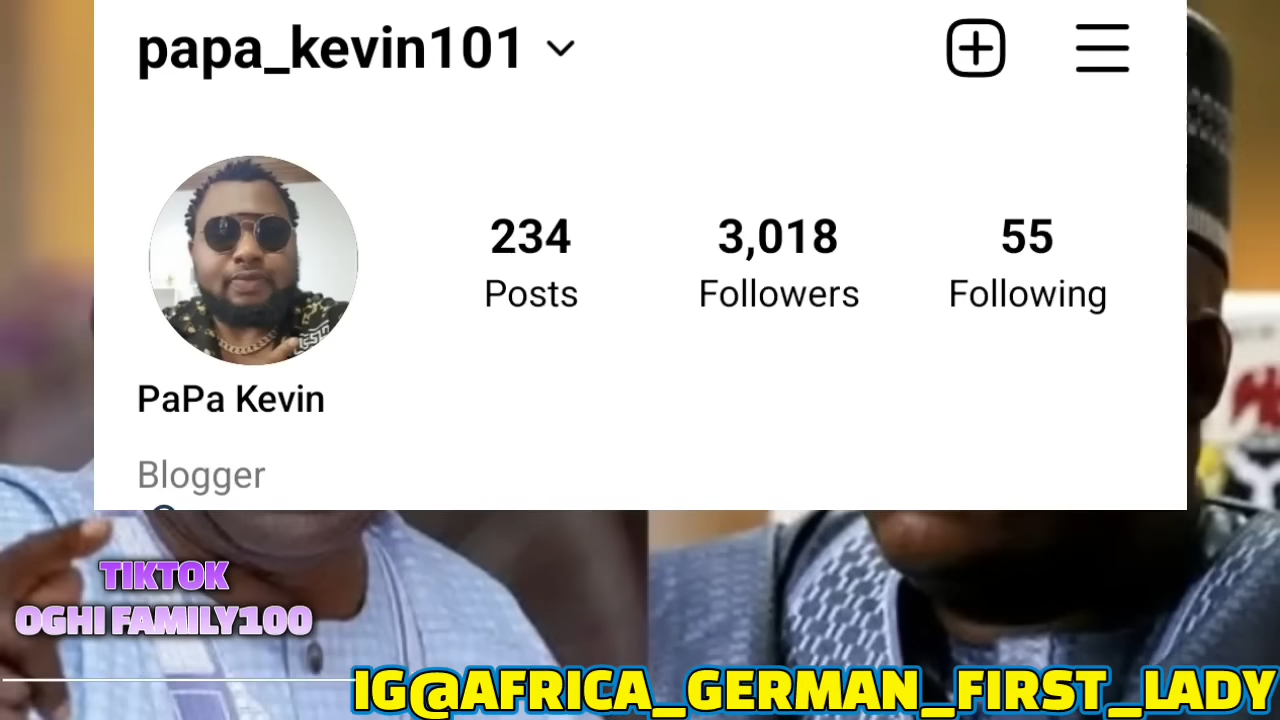 papa_kevin101
234
3,018
55
Posts
Followers
Following
PaPa Kevin
Blogger
TIKTOK
OGHI FAMILY100
IG@AFRICA_GERMAN_FIRST_LADY